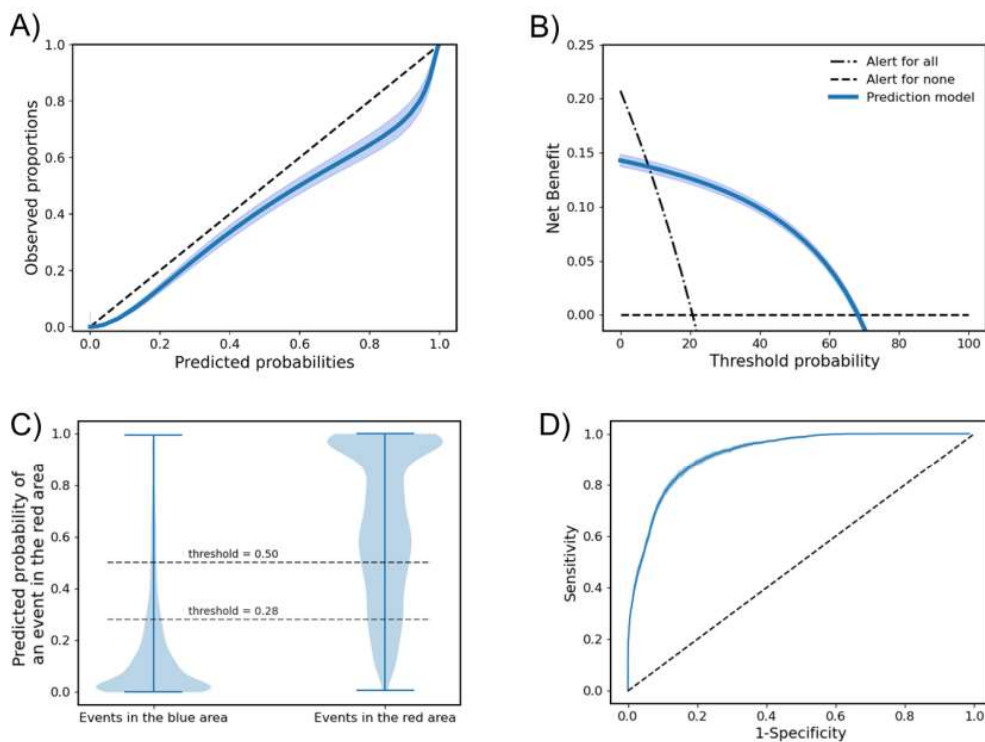 A)
1.0
0.8
0.6
0.4
0.2
0.0
Observed proportions
0.0 0.2 0.4 0.6 0.8 1.0
Predicted probabilities
B)
0.25
0.20
0.15
0.10
0.05
0.00
Net Benefit
Alert for all
Alert for none
Prediction model
0 20 40 60 80 100
Threshold probability
C)
1.0
0.8
0.6
0.4
0.2
0.0
Predicted probability of
an event in the red area
threshold = 0.50
threshold = 0.28
Events in the blue area Events in the red area
D)
1.0
0.8
0.6
0.4
0.2
0.0
Sensitivity
0.0 0.2 0.4 0.6 0.8 1.0
1-Specificity